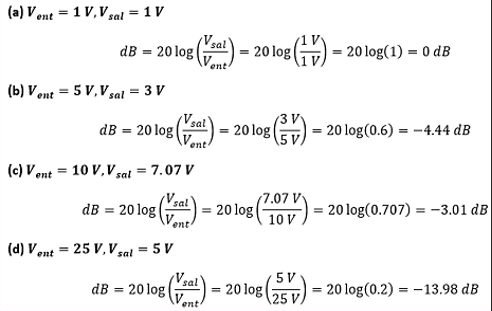 (a) V_ent = 1 V, V_sal = 1 V
dB = 20 log(V_sal/V_ent) = 20 log(1 V/1 V) = 20 log(1) = 0 dB
(b) V_ent = 5 V, V_sal = 3 V
dB = 20 log(V_sal/V_ent) = 20 log(3 V/5 V) = 20 log(0.6) = −4.44 dB
(c) V_ent = 10 V, V_sal = 7.07 V
dB = 20 log(V_sal/V_ent) = 20 log(7.07 V/10 V) = 20 log(0.707) = −3.01 dB
(d) V_ent = 25 V, V_sal = 5 V
dB = 20 log(V_sal/V_ent) = 20 log(5 V/25 V) = 20 log(0.2) = −13.98 dB